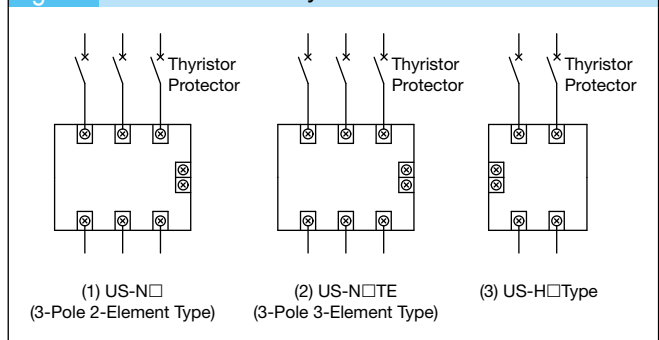 Thyristor
Protector
Thyristor
Protector
Thyristor
Protector
(1) US-N□
(3-Pole 2-Element Type)
(2) US-N□TE
(3-Pole 3-Element Type)
(3) US-H□Type